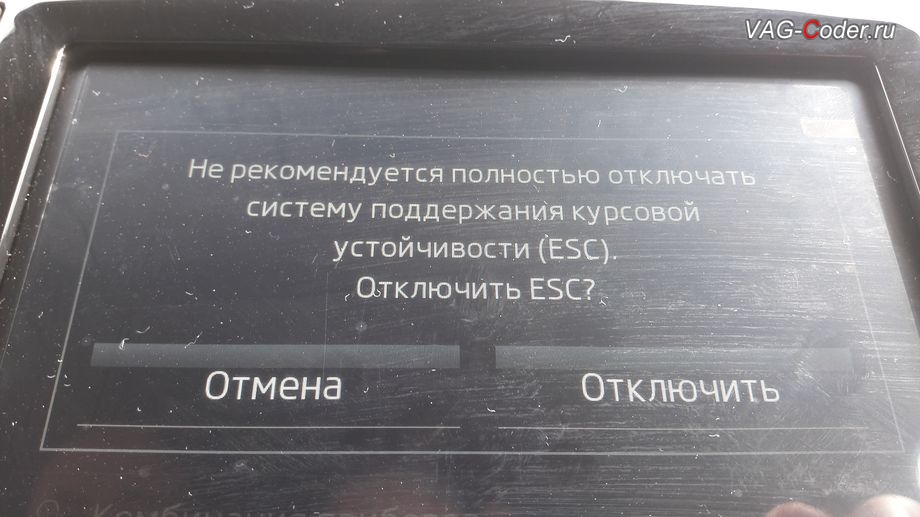 VAG-Coder.ru
Не рекомендуется полностью отключать
систему поддержания курсовой
устойчивости (ESC).
Отключить ESC?
Отмена
Отключить